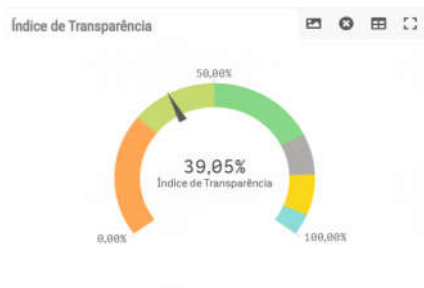 Índice de Transparência
50,00%
39,05%
Índice de Transparência
0,00%
100,00%